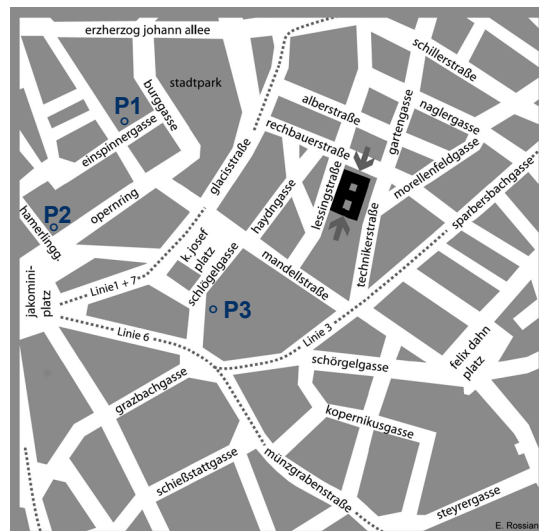 erzherzog johann allee
schillerstraße
stadtpark
burggasse
alberstraße
naglergasse
gartengasse
P1
rechbauerstraße
einspinnergasse
glacisstraße
morellenfeldgasse
sparbersbachgasse
opernring
haydngasse
lessingstraße
P2
hamerlingg.
technikerstraße
k.josef
platz
schlögelgasse
mandellstraße
jakomini-
platz
Linie1 + 7
P3
Linie 6
Linie 3
schörgelgasse
felix dahn
platz
grazbachgasse
kopernikusgasse
schießstattgasse
münzgrabenstraße
steyrergasse
E. Rossian